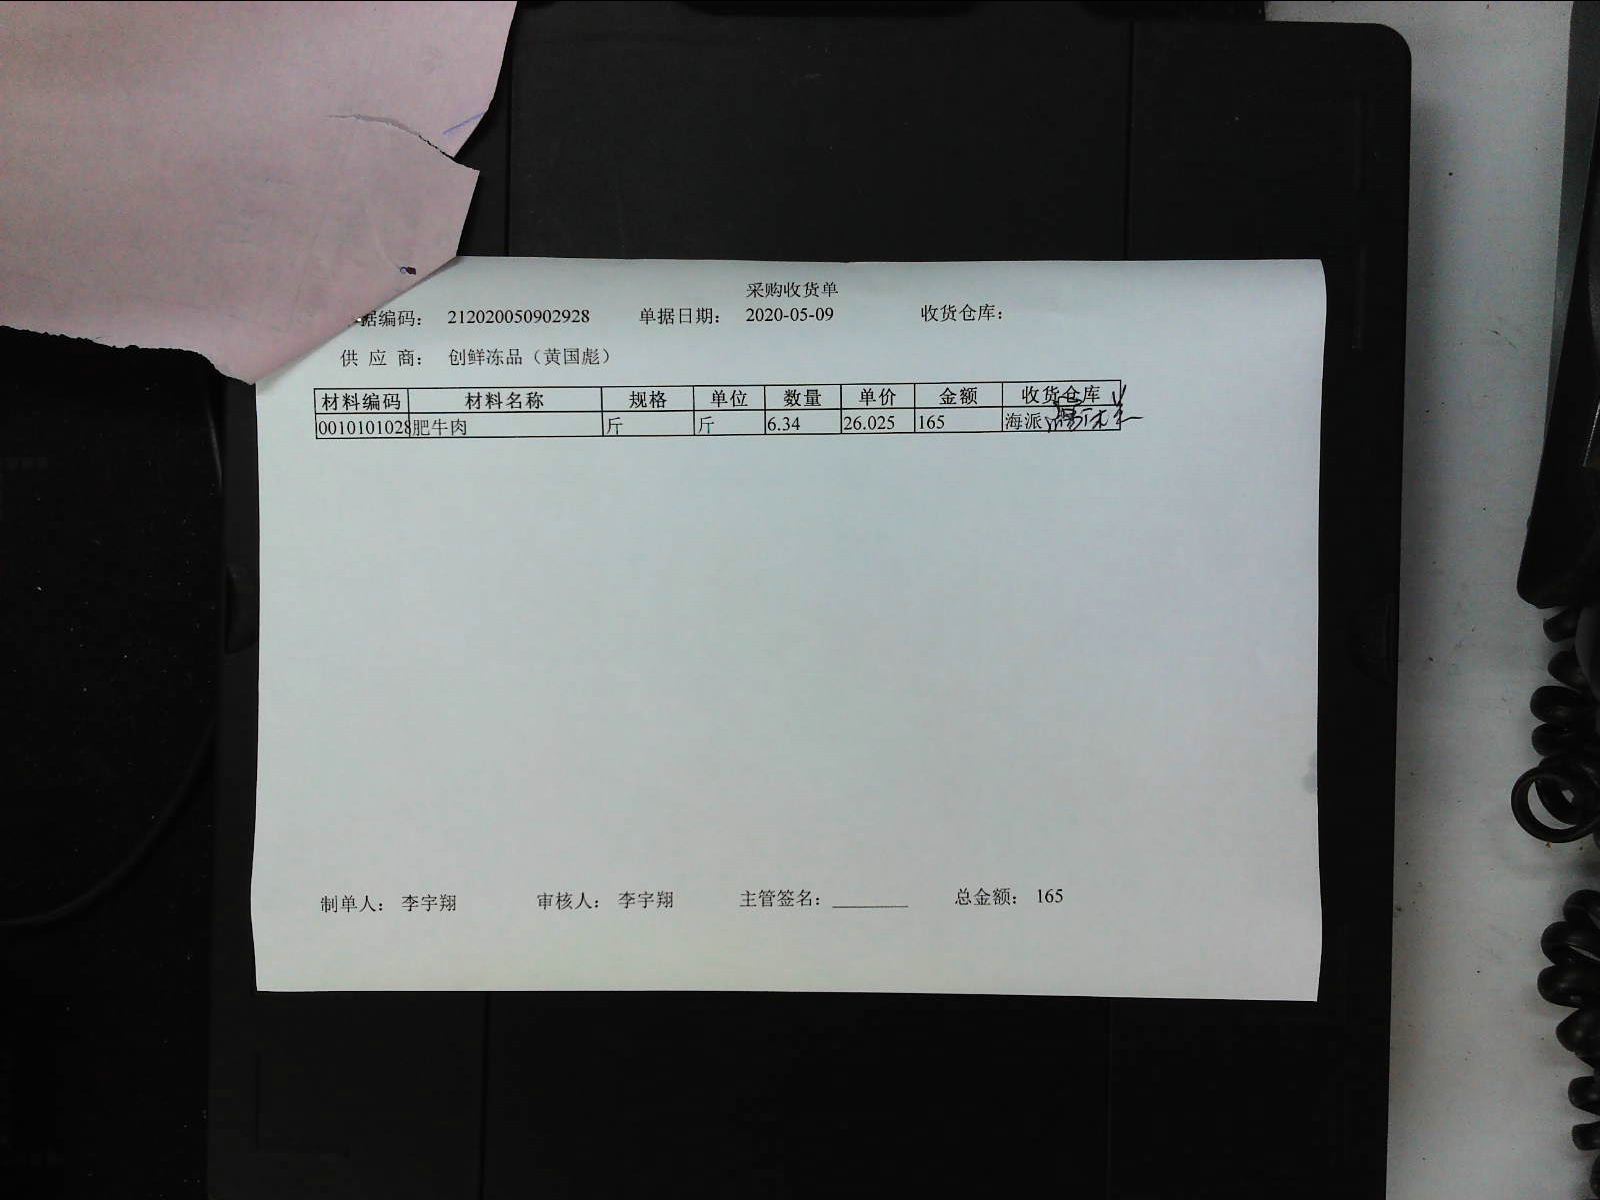 采购收货单
据编码： 212020050902928 单据日期： 2020-05-09 收货仓库：
供 应 商： 创鲜冻品（黄国彪）
材料编码 材料名称 规格 单位 数量 单价 金额 收货仓库
0010101028 肥牛肉 斤 斤 6.34 26.025 165 海派
制单人： 李宇翔 审核人： 李宇翔 主管签名：________ 总金额： 165